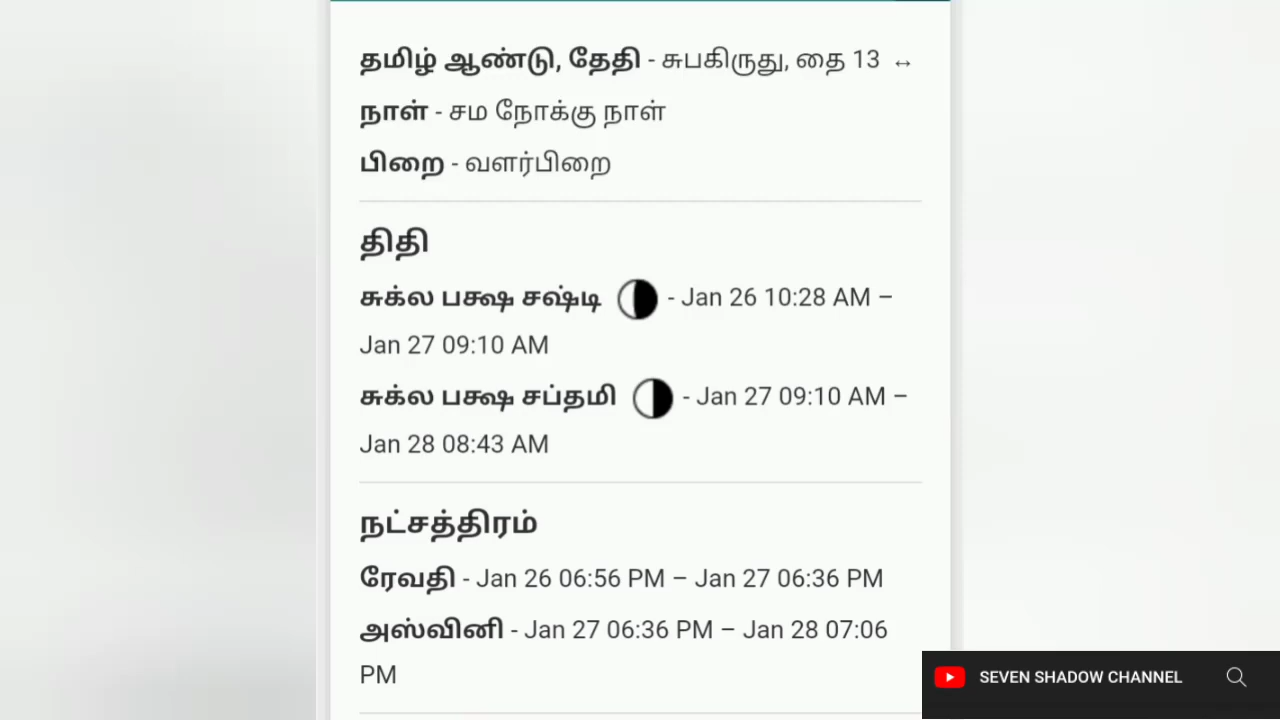 தமிழ் ஆண்டு, தேதி - சுபகிருது, தை 13 ↔
நாள் - சம நோக்கு நாள்
பிறை - வளர்பிறை
திதி
சுக்ல பக்ஷ சஷ்டி - Jan 26 10:28 AM –
Jan 27 09:10 AM
சுக்ல பக்ஷ சப்தமி - Jan 27 09:10 AM –
Jan 28 08:43 AM
நட்சத்திரம்
ரேவதி - Jan 26 06:56 PM – Jan 27 06:36 PM
அஸ்வினி - Jan 27 06:36 PM – Jan 28 07:06
PM
SEVEN SHADOW CHANNEL